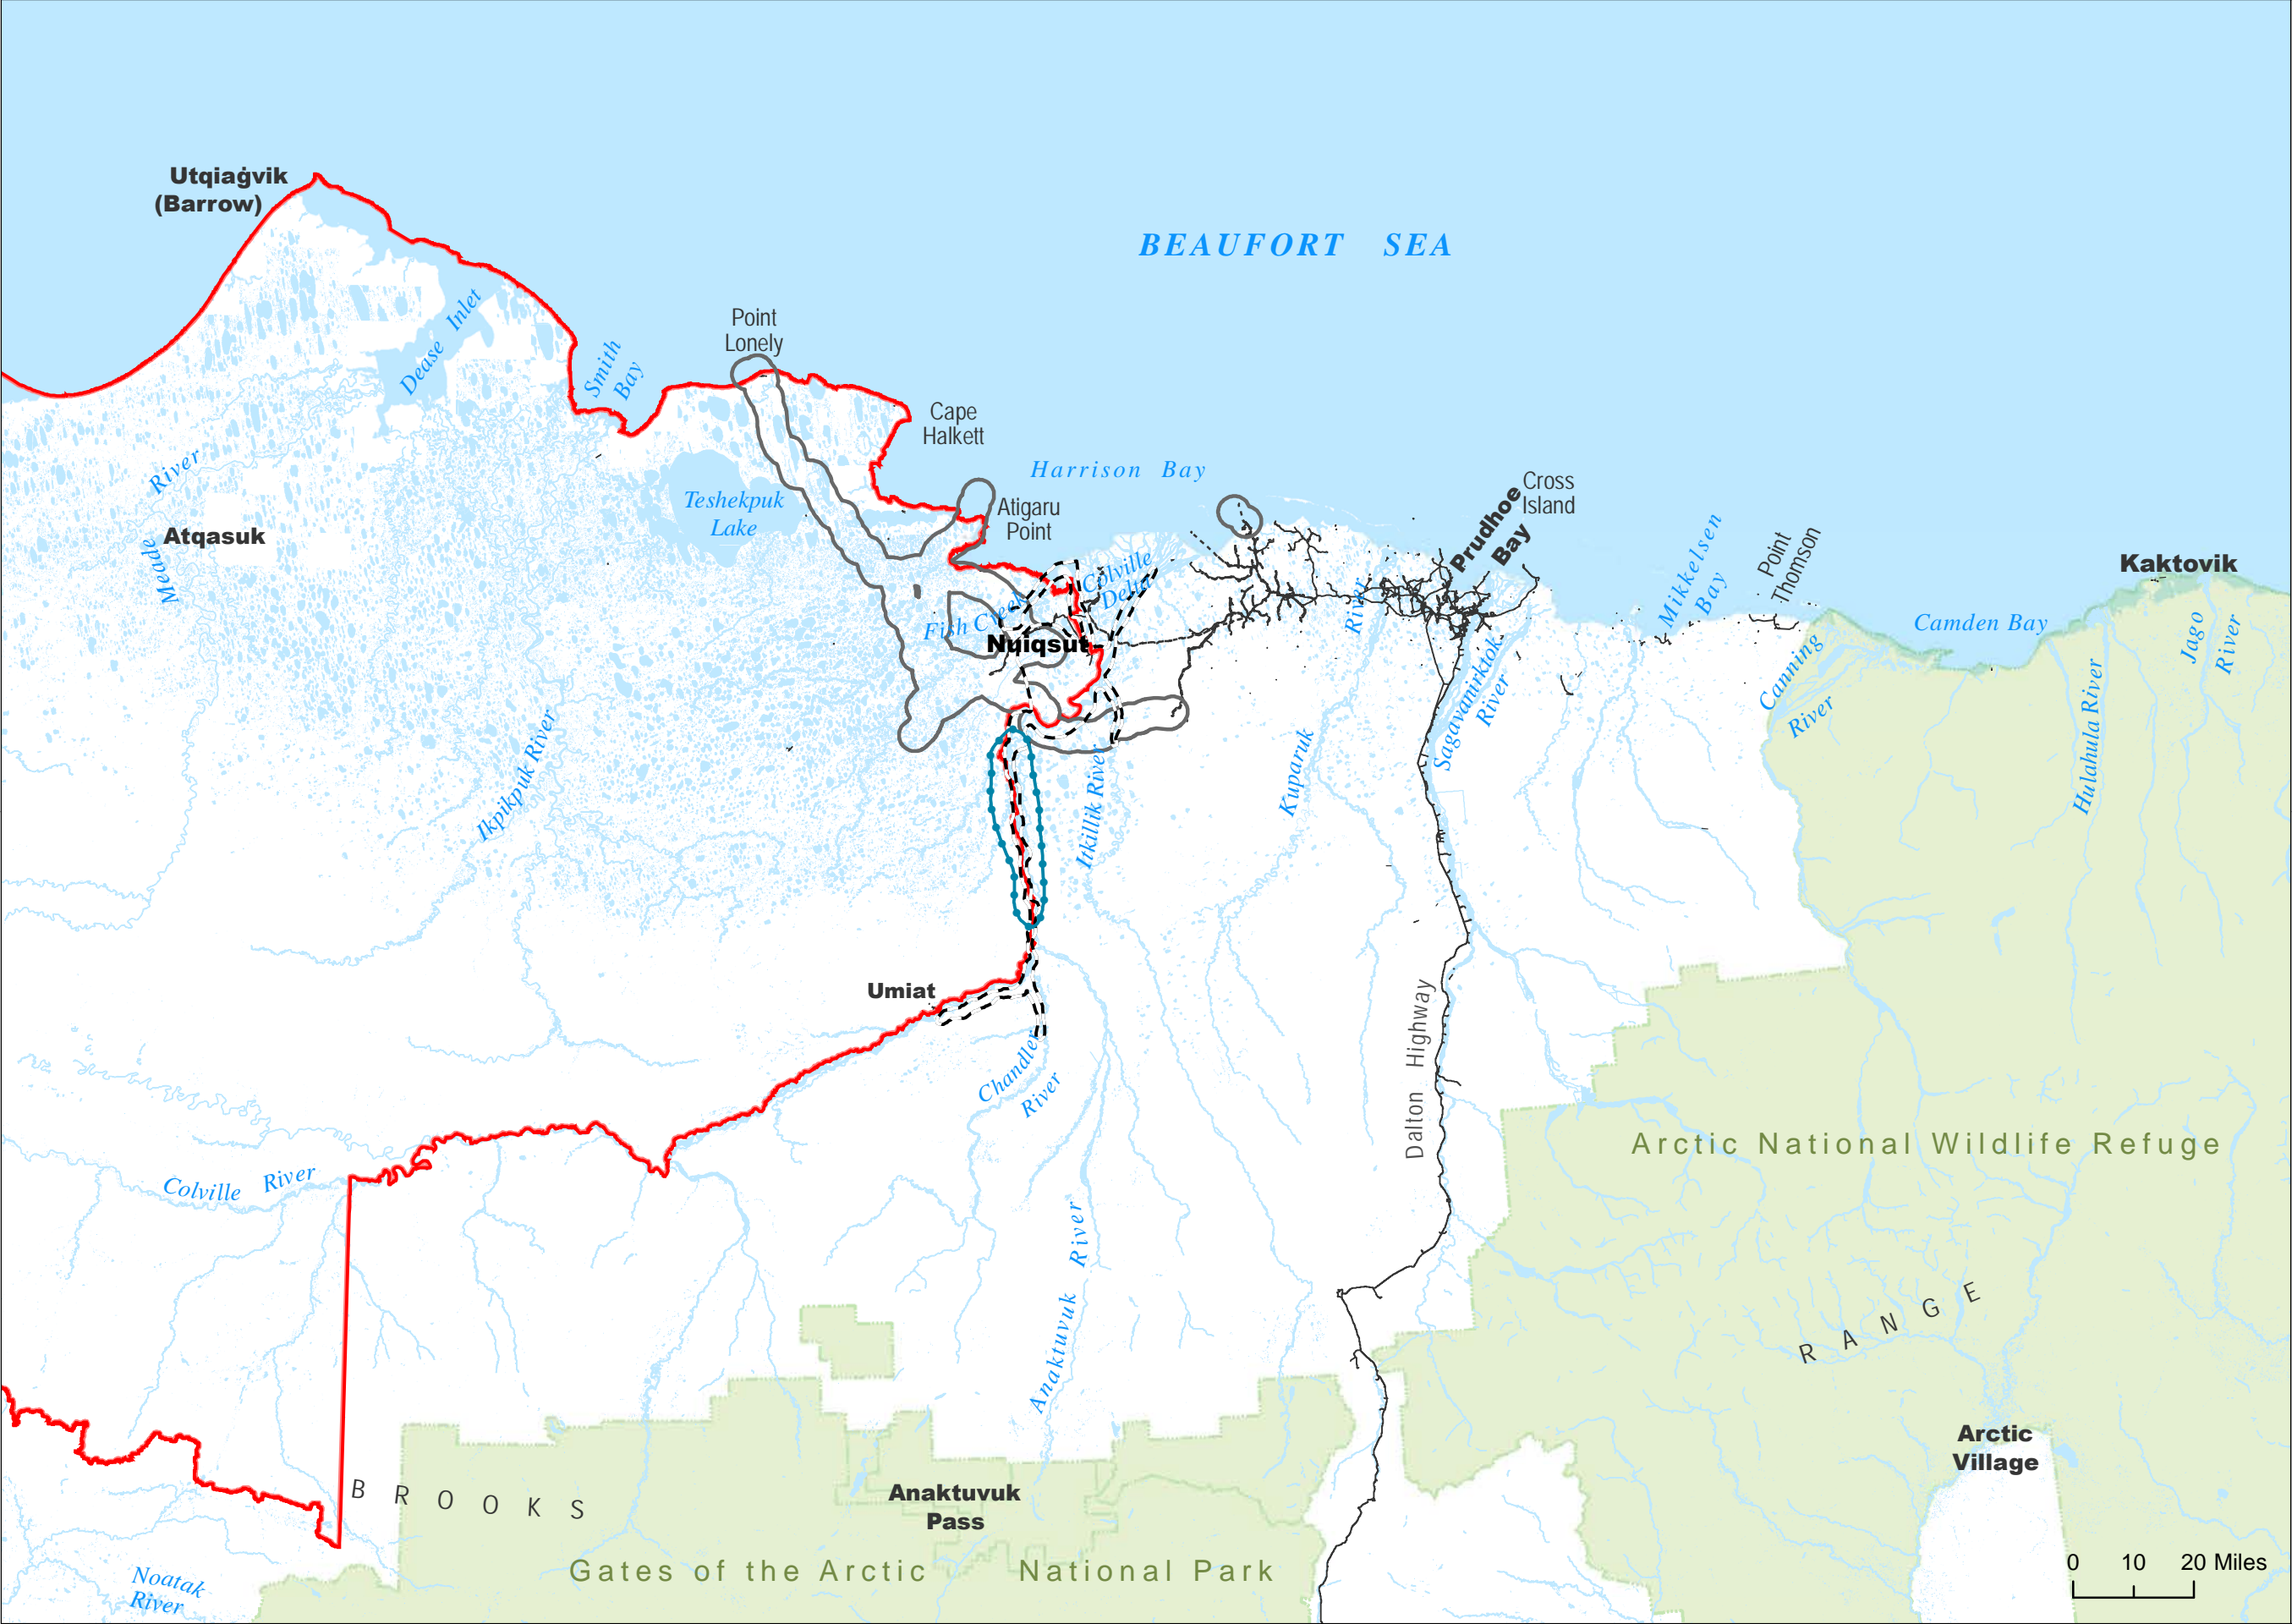 Utqiaġvik
(Barrow)
BEAUFORT SEA
Dease Inlet
Smith
Bay
Point
Lonely
Cape
Halkett
Harrison Bay
Teshekpuk
Lake
Atigaru
Point
Cross
Island
Prudhoe
Bay
River
Meade
Atqasuk
Colville
Delta
Fish Creek
Nuiqsut
River
Kuparuk
Mikkelsen
Bay
Point
Thomson
Kaktovik
Camden Bay
Jago
River
Hulahula River
Canning
River
Sagavanirktok
River
Ikpikpuk River
Itkillik River
Umiat
Chandler
River
Dalton Highway
Arctic National Wildlife Refuge
Colville River
Anaktuvuk River
RANGE
BROOKS
Arctic
Village
Anaktuvuk
Pass
Gates of the Arctic National Park
Noatak
River
0 10 20 Miles